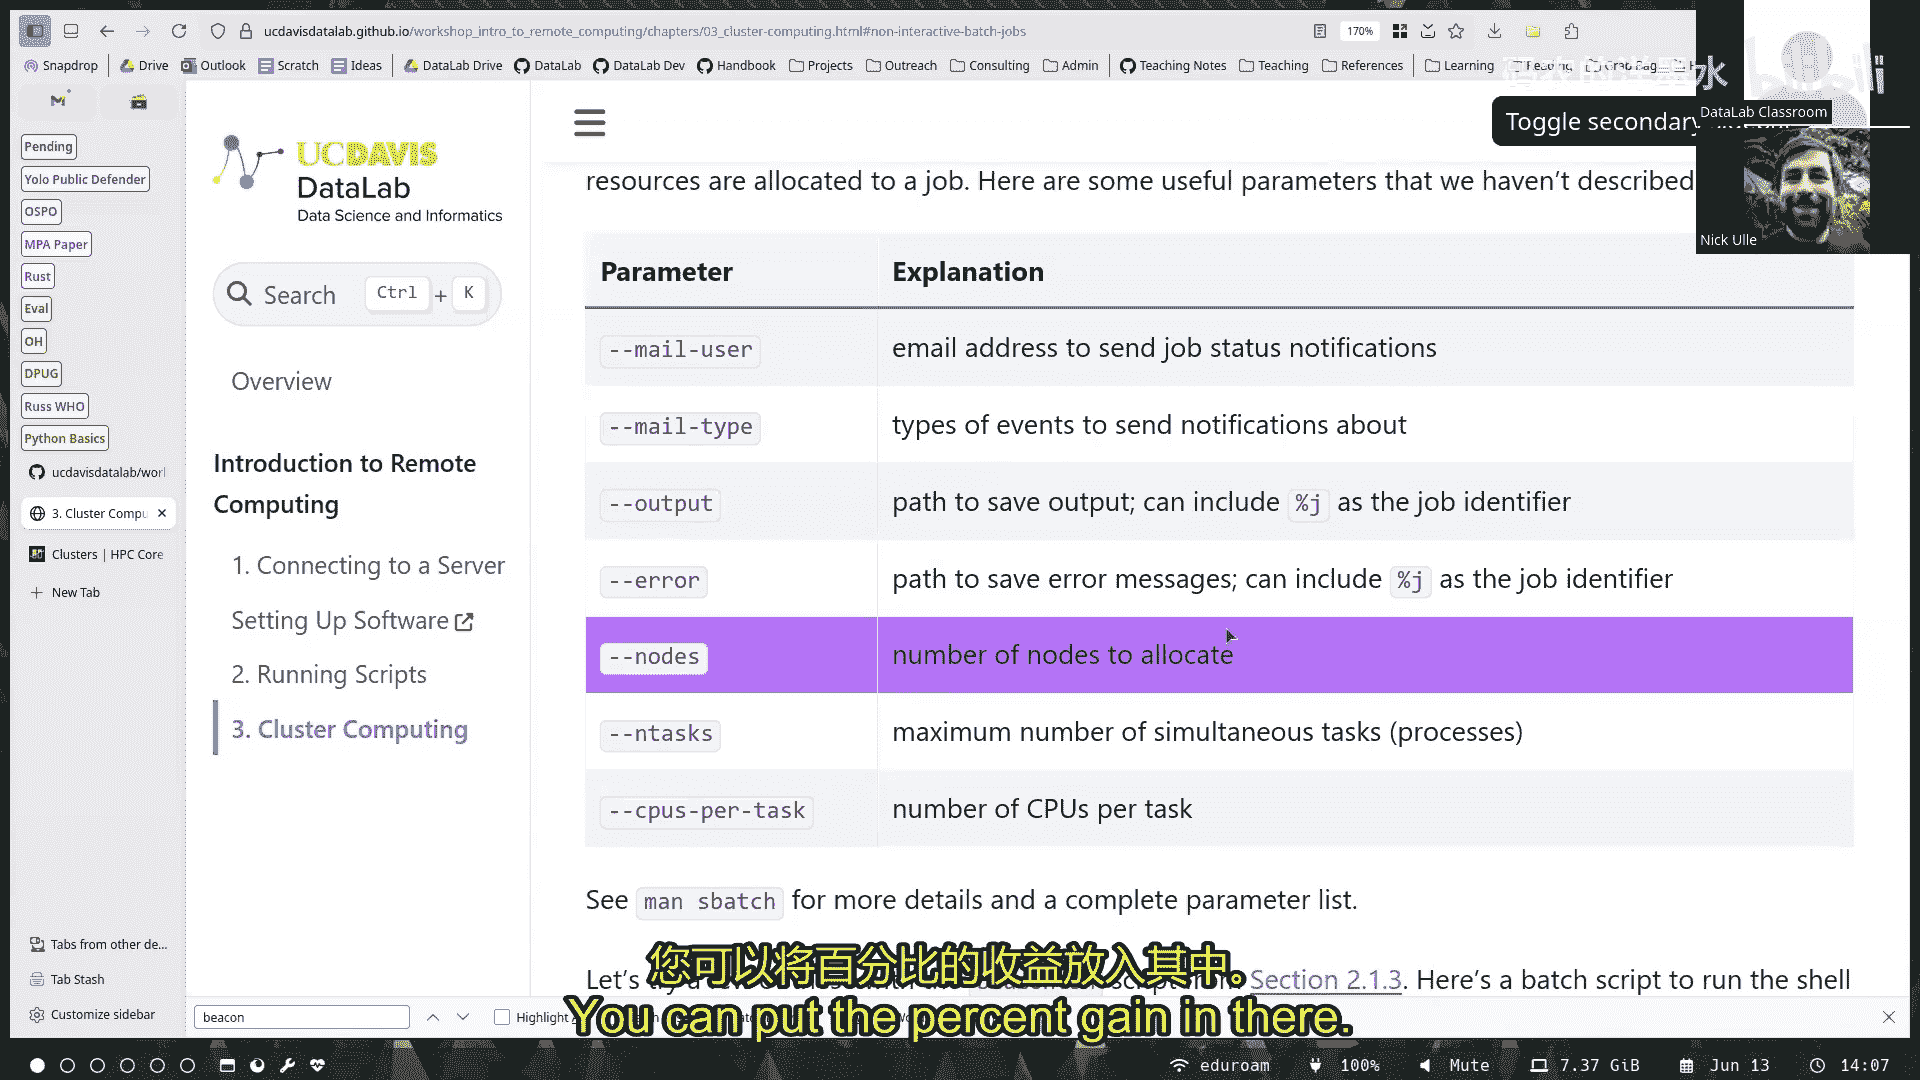 ucdavisdatalab.github.io/workshop_intro_to_remote_computing/chapters/03_cluster-computing.html#non-interactive-batch-jobs
170%
Snapdrop Drive Outlook Scratch Ideas DataLab Drive DataLab DataLab Dev Handbook Projects Outreach Consulting Admin Teaching Notes Teaching References Learning
DataLab Classroom
Nick Ulle
Pending
Yolo Public Defender
OSPO
MPA Paper
Rust
Eval
OH
DPUG
Russ WHO
Python Basics
ucdavisdatalab/wor
3. Cluster Compu
Clusters | HPC Core
New Tab
Tabs from other de...
Tab Stash
Customize sidebar
UCDAVIS
DataLab
Data Science and Informatics
Search Ctrl + K
Overview
Introduction to Remote
Computing
1. Connecting to a Server
Setting Up Software
2. Running Scripts
3. Cluster Computing
Toggle secondary
resources are allocated to a job. Here are some useful parameters that we haven’t described
Parameter Explanation
--mail-user email address to send job status notifications
--mail-type types of events to send notifications about
--output path to save output; can include %j as the job identifier
--error path to save error messages; can include %j as the job identifier
--nodes number of nodes to allocate
--ntasks maximum number of simultaneous tasks (processes)
--cpus-per-task number of CPUs per task
See man sbatch for more details and a complete parameter list.
Let’s Section 2.1.3. Here’s a batch script to run the shell
您可以将百分比的收益放入其中。
You can put the percent gain in there.
beacon
Highlight
eduroam 100% Mute 7.37 GiB Jun 13 14:07